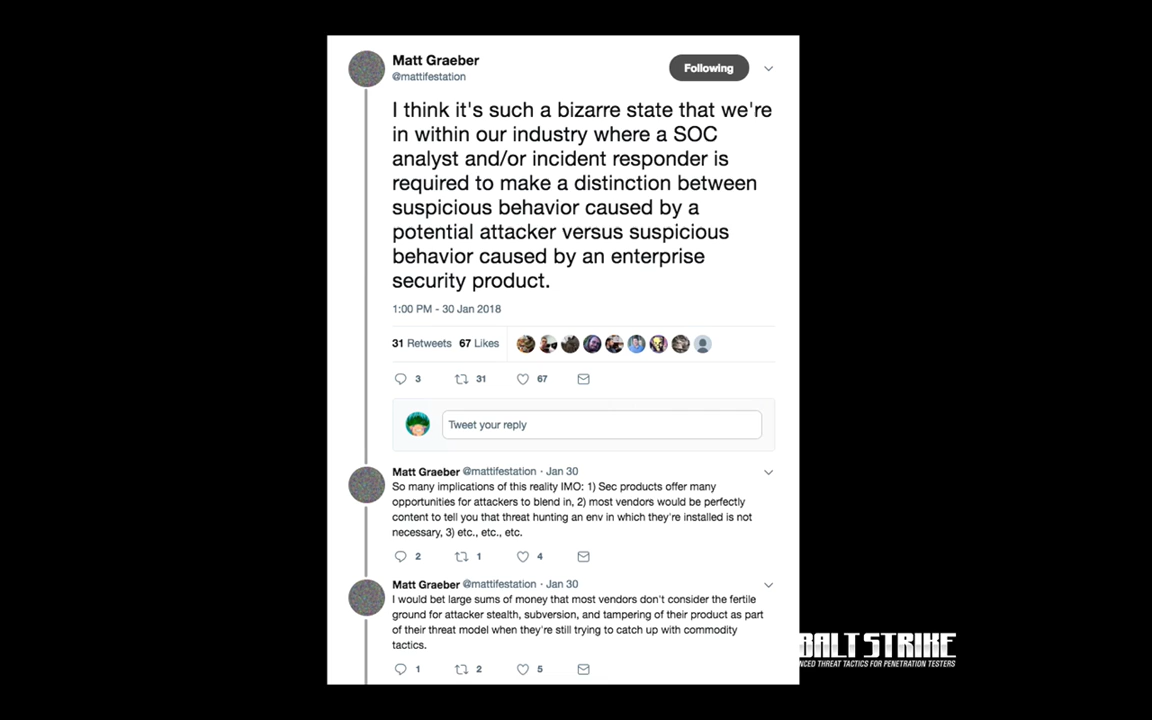 Matt Graeber
@mattifestation
Following
I think it's such a bizarre state that we're
in within our industry where a SOC
analyst and/or incident responder is
required to make a distinction between
suspicious behavior caused by a
potential attacker versus suspicious
behavior caused by an enterprise
security product.
1:00 PM - 30 Jan 2018
31 Retweets 67 Likes
3 31 67
Tweet your reply
Matt Graeber @mattifestation · Jan 30
So many implications of this reality IMO: 1) Sec products offer many
opportunities for attackers to blend in, 2) most vendors would be perfectly
content to tell you that threat hunting an env in which they're installed is not
necessary, 3) etc., etc., etc.
2 1 4
Matt Graeber @mattifestation · Jan 30
I would bet large sums of money that most vendors don't consider the fertile
ground for attacker stealth, subversion, and tampering of their product as part
of their threat model when they're still trying to catch up with commodity
tactics.
1 2 5
BALT STRIKE
NCED THREAT TACTICS FOR PENETRATION TESTERS